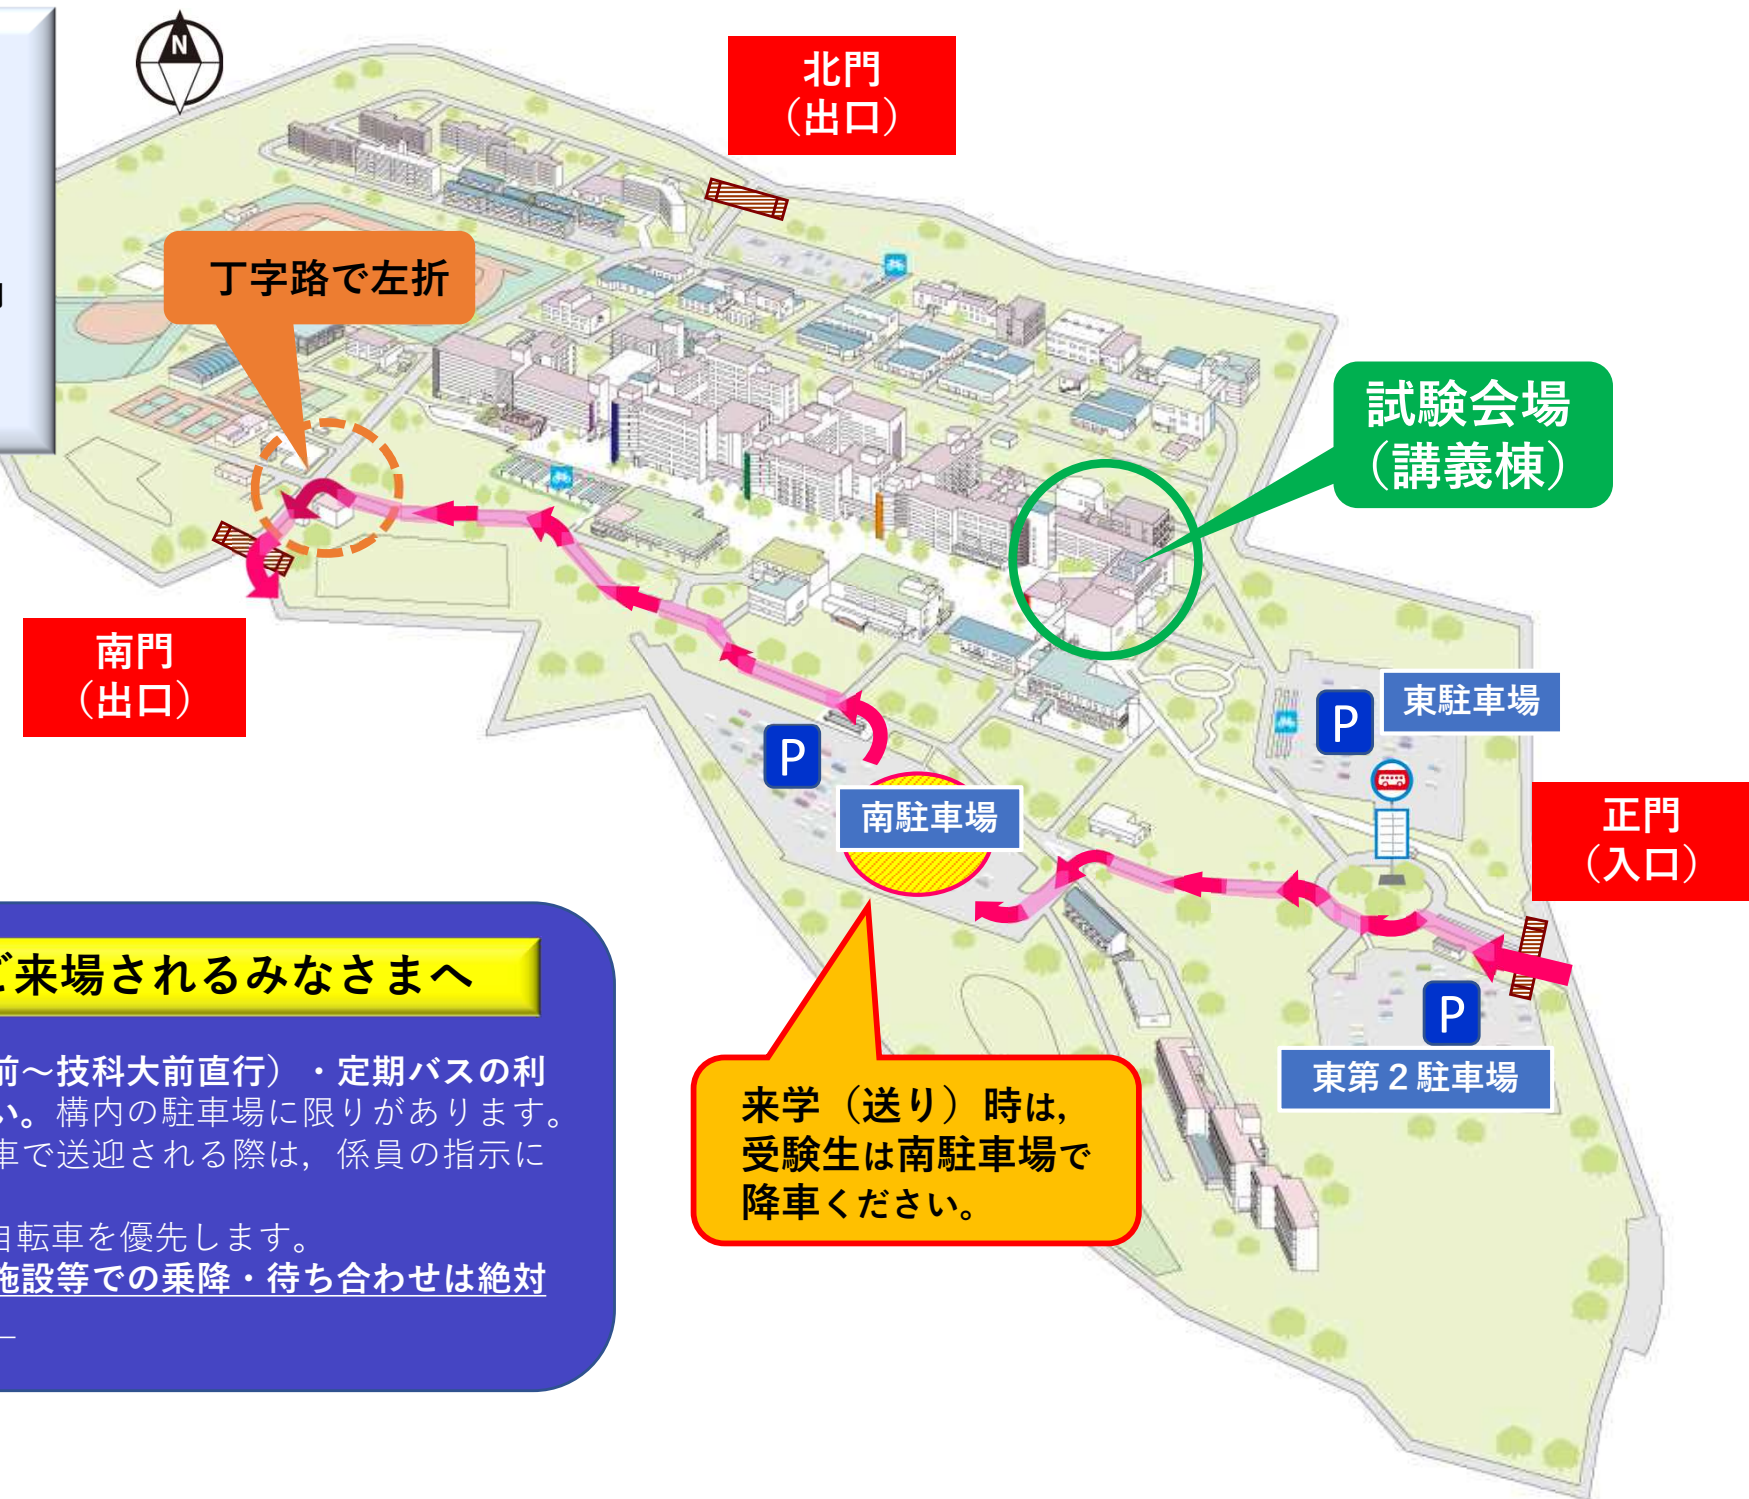 N
北門
（出口）
丁字路で左折
試験会場
（講義棟）
南門
（出口）
P
東駐車場
P
南駐車場
正門
（入口）
P
東第２駐車場
来学（送り）時は，
受験生は南駐車場で
降車ください。
ご来場されるみなさまへ
前～技科大前直行）・定期バスの利
い。構内の駐車場に限りがあります。
車で送迎される際は，係員の指示に
自転車を優先します。
施設等での乗降・待ち合わせは絶対